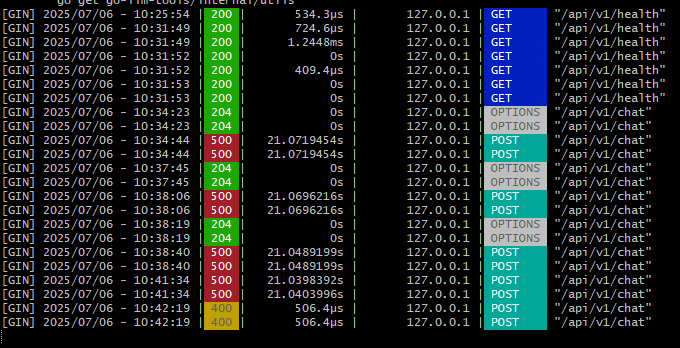 [GIN] 2025/07/06 - 10:25:54 | 200 | 534.3µs | 127.0.0.1 | GET "/api/v1/health"
[GIN] 2025/07/06 - 10:31:49 | 200 | 724.6µs | 127.0.0.1 | GET "/api/v1/health"
[GIN] 2025/07/06 - 10:31:49 | 200 | 1.2448ms | 127.0.0.1 | GET "/api/v1/health"
[GIN] 2025/07/06 - 10:31:52 | 200 | 0s | 127.0.0.1 | GET "/api/v1/health"
[GIN] 2025/07/06 - 10:31:52 | 200 | 409.4µs | 127.0.0.1 | GET "/api/v1/health"
[GIN] 2025/07/06 - 10:31:53 | 200 | 0s | 127.0.0.1 | GET "/api/v1/health"
[GIN] 2025/07/06 - 10:31:53 | 200 | 0s | 127.0.0.1 | GET "/api/v1/health"
[GIN] 2025/07/06 - 10:34:23 | 204 | 0s | 127.0.0.1 | OPTIONS "/api/v1/chat"
[GIN] 2025/07/06 - 10:34:23 | 204 | 0s | 127.0.0.1 | OPTIONS "/api/v1/chat"
[GIN] 2025/07/06 - 10:34:44 | 500 | 21.0719454s | 127.0.0.1 | POST "/api/v1/chat"
[GIN] 2025/07/06 - 10:34:44 | 500 | 21.0719454s | 127.0.0.1 | POST "/api/v1/chat"
[GIN] 2025/07/06 - 10:37:45 | 204 | 0s | 127.0.0.1 | OPTIONS "/api/v1/chat"
[GIN] 2025/07/06 - 10:37:45 | 204 | 0s | 127.0.0.1 | OPTIONS "/api/v1/chat"
[GIN] 2025/07/06 - 10:38:06 | 500 | 21.0696216s | 127.0.0.1 | POST "/api/v1/chat"
[GIN] 2025/07/06 - 10:38:06 | 500 | 21.0696216s | 127.0.0.1 | POST "/api/v1/chat"
[GIN] 2025/07/06 - 10:38:19 | 204 | 0s | 127.0.0.1 | OPTIONS "/api/v1/chat"
[GIN] 2025/07/06 - 10:38:19 | 204 | 0s | 127.0.0.1 | OPTIONS "/api/v1/chat"
[GIN] 2025/07/06 - 10:38:40 | 500 | 21.0489199s | 127.0.0.1 | POST "/api/v1/chat"
[GIN] 2025/07/06 - 10:38:40 | 500 | 21.0489199s | 127.0.0.1 | POST "/api/v1/chat"
[GIN] 2025/07/06 - 10:41:34 | 500 | 21.0398392s | 127.0.0.1 | POST "/api/v1/chat"
[GIN] 2025/07/06 - 10:41:34 | 500 | 21.0403996s | 127.0.0.1 | POST "/api/v1/chat"
[GIN] 2025/07/06 - 10:42:19 | 400 | 506.4µs | 127.0.0.1 | POST "/api/v1/chat"
[GIN] 2025/07/06 - 10:42:19 | 400 | 506.4µs | 127.0.0.1 | POST "/api/v1/chat"